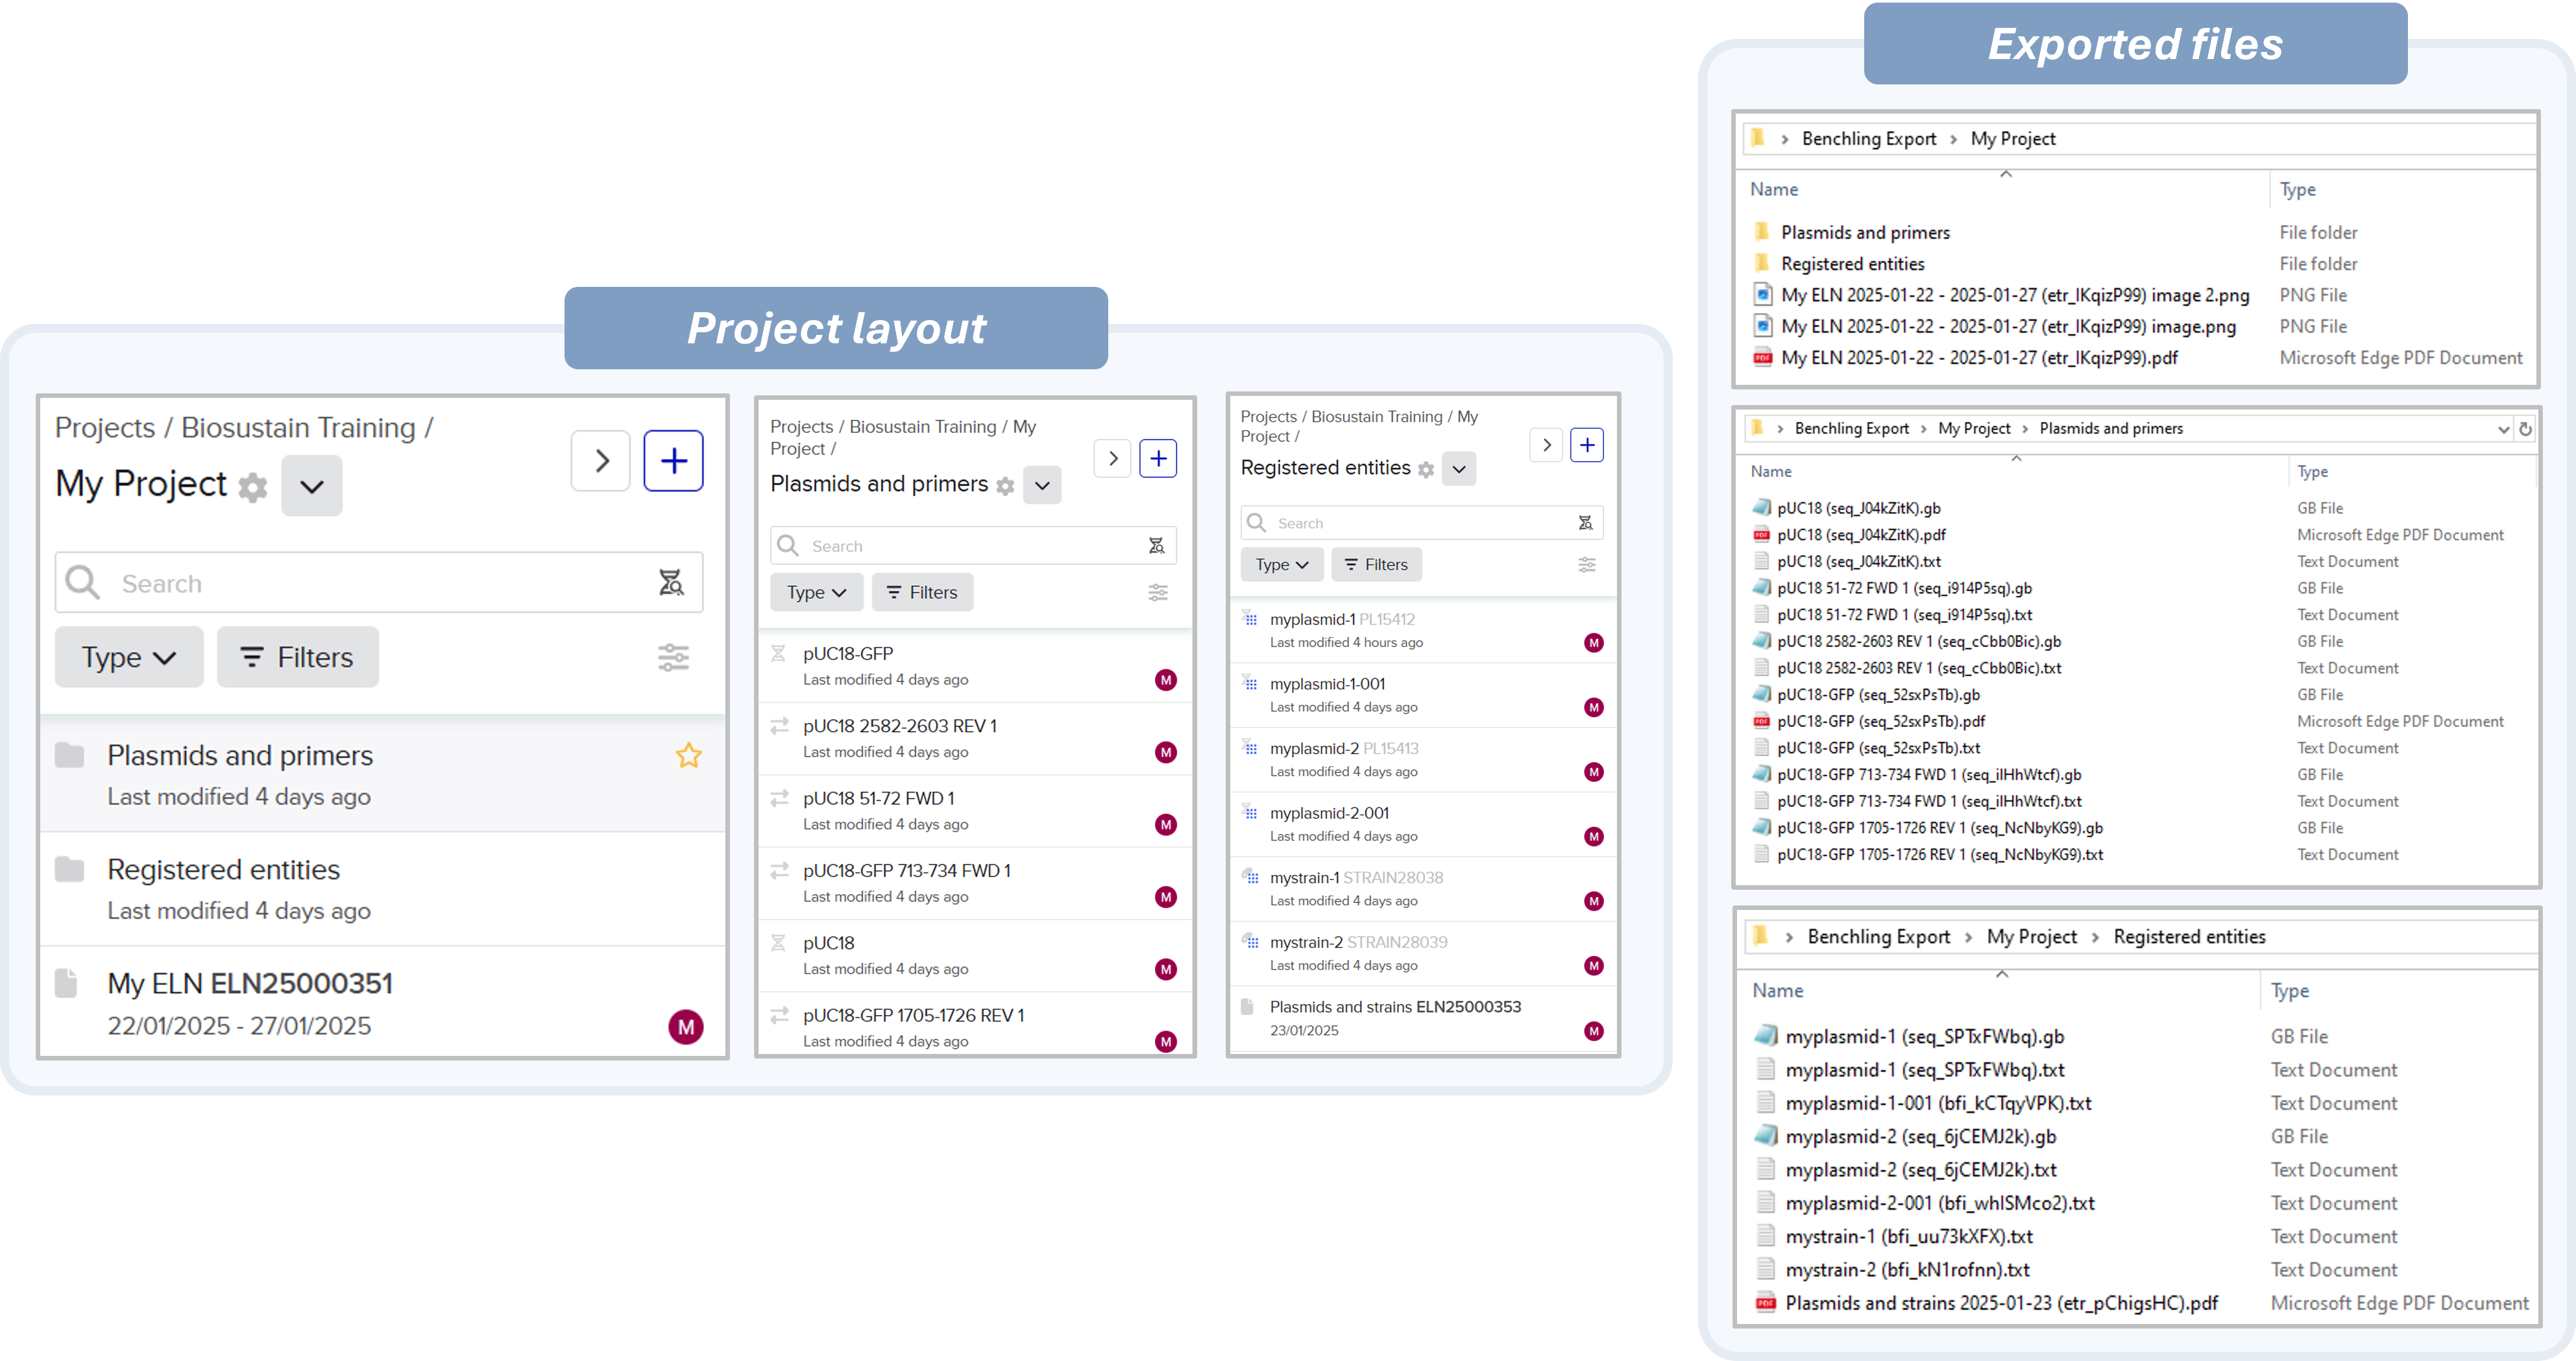 Project layout
Projects / Biosustain Training /
My Project
Search
Type
Filters
Plasmids and primers
Last modified 4 days ago
Registered entities
Last modified 4 days ago
My ELN ELN25000351
22/01/2025 - 27/01/2025
M
Projects / Biosustain Training / My
Project /
Plasmids and primers
Search
Type
Filters
pUC18-GFP
Last modified 4 days ago
M
pUC18 2582-2603 REV 1
Last modified 4 days ago
M
pUC18 51-72 FWD 1
Last modified 4 days ago
M
pUC18-GFP 713-734 FWD 1
Last modified 4 days ago
M
pUC18
Last modified 4 days ago
M
pUC18-GFP 1705-1726 REV 1
Last modified 4 days ago
M
Projects / Biosustain Training / My
Project /
Registered entities
Search
Type
Filters
myplasmid-1 PL15412
Last modified 4 hours ago
M
myplasmid-1-001
Last modified 4 days ago
M
myplasmid-2 PL15413
Last modified 4 days ago
M
myplasmid-2-001
Last modified 4 days ago
M
mystrain-1 STRAIN28038
Last modified 4 days ago
M
mystrain-2 STRAIN28039
Last modified 4 days ago
M
Plasmids and strains ELN25000353
23/01/2025
M
Exported files
Benchling Export > My Project
Name Type
Plasmids and primers File folder
Registered entities File folder
My ELN 2025-01-22 - 2025-01-27 (etr_lKqizP99) image 2.png PNG File
My ELN 2025-01-22 - 2025-01-27 (etr_lKqizP99) image.png PNG File
My ELN 2025-01-22 - 2025-01-27 (etr_lKqizP99).pdf Microsoft Edge PDF Document
Benchling Export > My Project > Plasmids and primers
Name Type
pUC18 (seq_J04kZitK).gb GB File
pUC18 (seq_J04kZitK).pdf Microsoft Edge PDF Document
pUC18 (seq_J04kZitK).txt Text Document
pUC18 51-72 FWD 1 (seq_i914P5sq).gb GB File
pUC18 51-72 FWD 1 (seq_i914P5sq).txt Text Document
pUC18 2582-2603 REV 1 (seq_cCbb0Bic).gb GB File
pUC18 2582-2603 REV 1 (seq_cCbb0Bic).txt Text Document
pUC18-GFP (seq_52sxPsTb).gb GB File
pUC18-GFP (seq_52sxPsTb).pdf Microsoft Edge PDF Document
pUC18-GFP (seq_52sxPsTb).txt Text Document
pUC18-GFP 713-734 FWD 1 (seq_iIHhWtcf).gb GB File
pUC18-GFP 713-734 FWD 1 (seq_iIHhWtcf).txt Text Document
pUC18-GFP 1705-1726 REV 1 (seq_NcNbyKG9).gb GB File
pUC18-GFP 1705-1726 REV 1 (seq_NcNbyKG9).txt Text Document
Benchling Export > My Project > Registered entities
Name Type
myplasmid-1 (seq_SPTxFWbq).gb GB File
myplasmid-1 (seq_SPTxFWbq).txt Text Document
myplasmid-1-001 (bfi_kCTqyVPK).txt Text Document
myplasmid-2 (seq_6jCEMJ2k).gb GB File
myplasmid-2 (seq_6jCEMJ2k).txt Text Document
myplasmid-2-001 (bfi_whlSMco2).txt Text Document
mystrain-1 (bfi_uu73kXFX).txt Text Document
mystrain-2 (bfi_kN1rofnn).txt Text Document
Plasmids and strains 2025-01-23 (etr_pChigsHC).pdf Microsoft Edge PDF Document